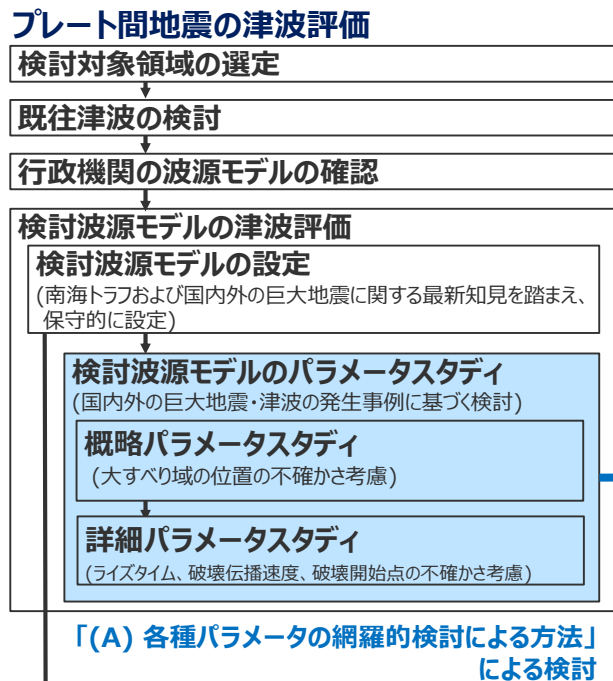 プレート間地震の津波評価
検討対象領域の選定
既往津波の検討
行政機関の波源モデルの確認
検討波源モデルの津波評価
検討波源モデルの設定
(南海トラフおよび国内外の巨大地震に関する最新知見を踏まえ、
保守的に設定)
検討波源モデルのパラメータスタディ
(国内外の巨大地震・津波の発生事例に基づく検討)
概略パラメータスタディ
(大すべり域の位置の不確かさ考慮)
詳細パラメータスタディ
(ライズタイム、破壊伝播速度、破壊開始点の不確かさ考慮)
「(A) 各種パラメータの網羅的検討による方法」
による検討